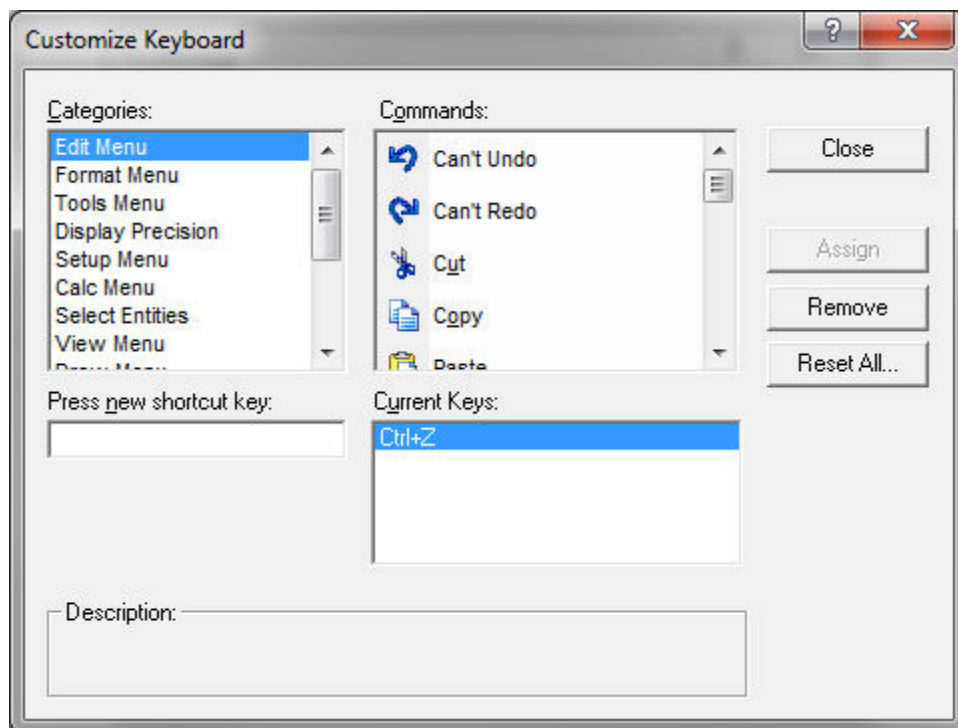 Customize Keyboard
Categories:
Edit Menu
Format Menu
Tools Menu
Display Precision
Setup Menu
Calc Menu
Select Entities
View Menu
Commands:
Can't Undo
Can't Redo
Cut
Copy
Paste
Close
Assign
Remove
Reset All...
Press new shortcut key:
Current Keys:
Ctrl+Z
Description: